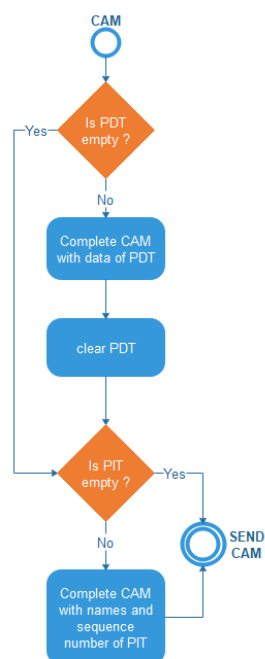 CAM
Is PDT
empty ?
Yes
No
Complete CAM
with data of PDT
clear PDT
Is PIT
empty ?
Yes
No
SEND
CAM
Complete CAM
with names and
sequence
number of PIT